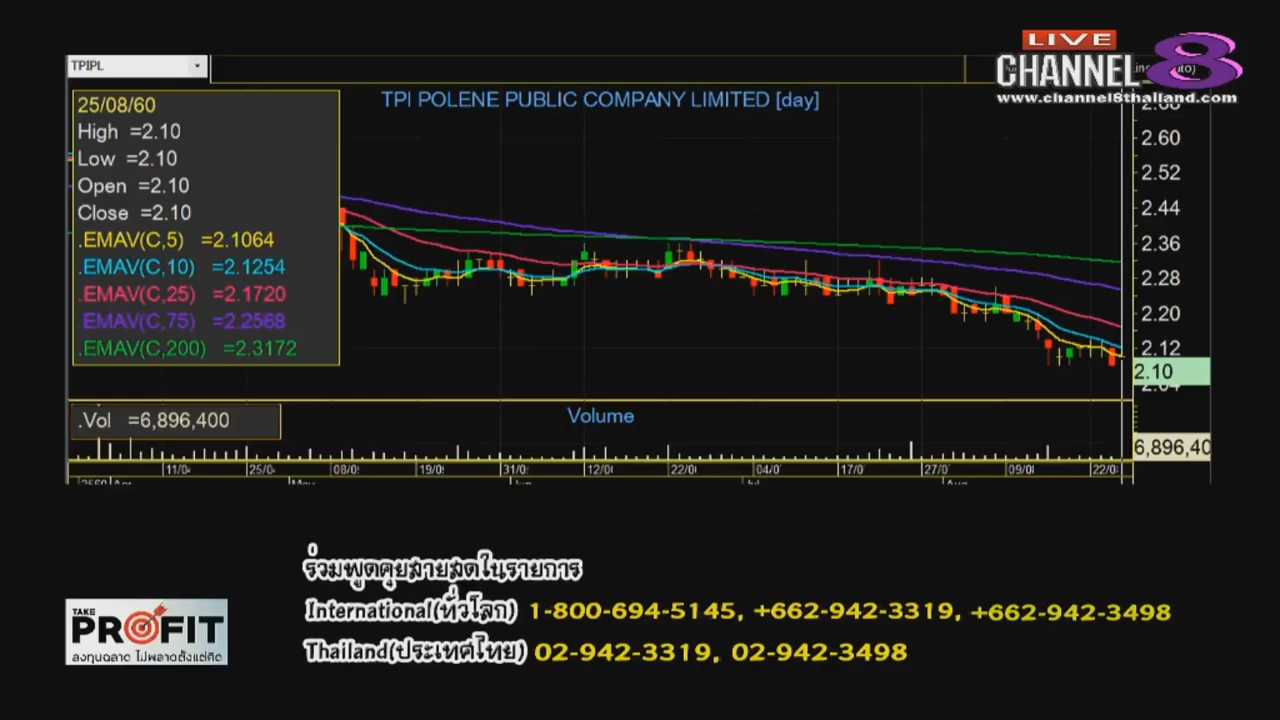 LIVE
CHANNEL 8
www.channel8thailand.com
TPIPL
TPI POLENE PUBLIC COMPANY LIMITED [day]
25/08/60
High =2.10
Low =2.10
Open =2.10
Close =2.10
.EMAV(C,5) =2.1064
.EMAV(C,10) =2.1254
.EMAV(C,25) =2.1720
.EMAV(C,75) =2.2568
.EMAV(C,200) =2.3172
2.60
2.52
2.44
2.36
2.28
2.20
2.12
2.10
2.04
.Vol =6,896,400
Volume
6,896,40
11/04 25/04 08/0 19/0 31/0 12/0 22/0 04/0 17/0 27/0 09/0 22/0
ร่วมพูดคุยสายสดในรายการ
International(ทั่วโลก) 1-800-694-5145, +662-942-3319, +662-942-3498
Thailand(ประเทศไทย) 02-942-3319, 02-942-3498
TAKE
PROFIT
ลงทุนฉลาด ไม่พลาดตั้งแต่คิด